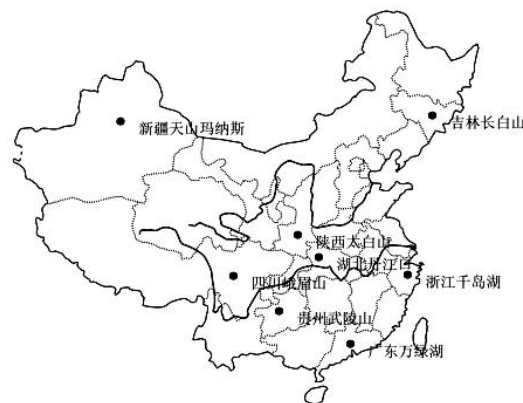 新疆天山玛纳斯
吉林长白山
陕西太白山
湖北丹江口
四川峨眉山
浙江千岛湖
贵州武陵山
广东万绿湖